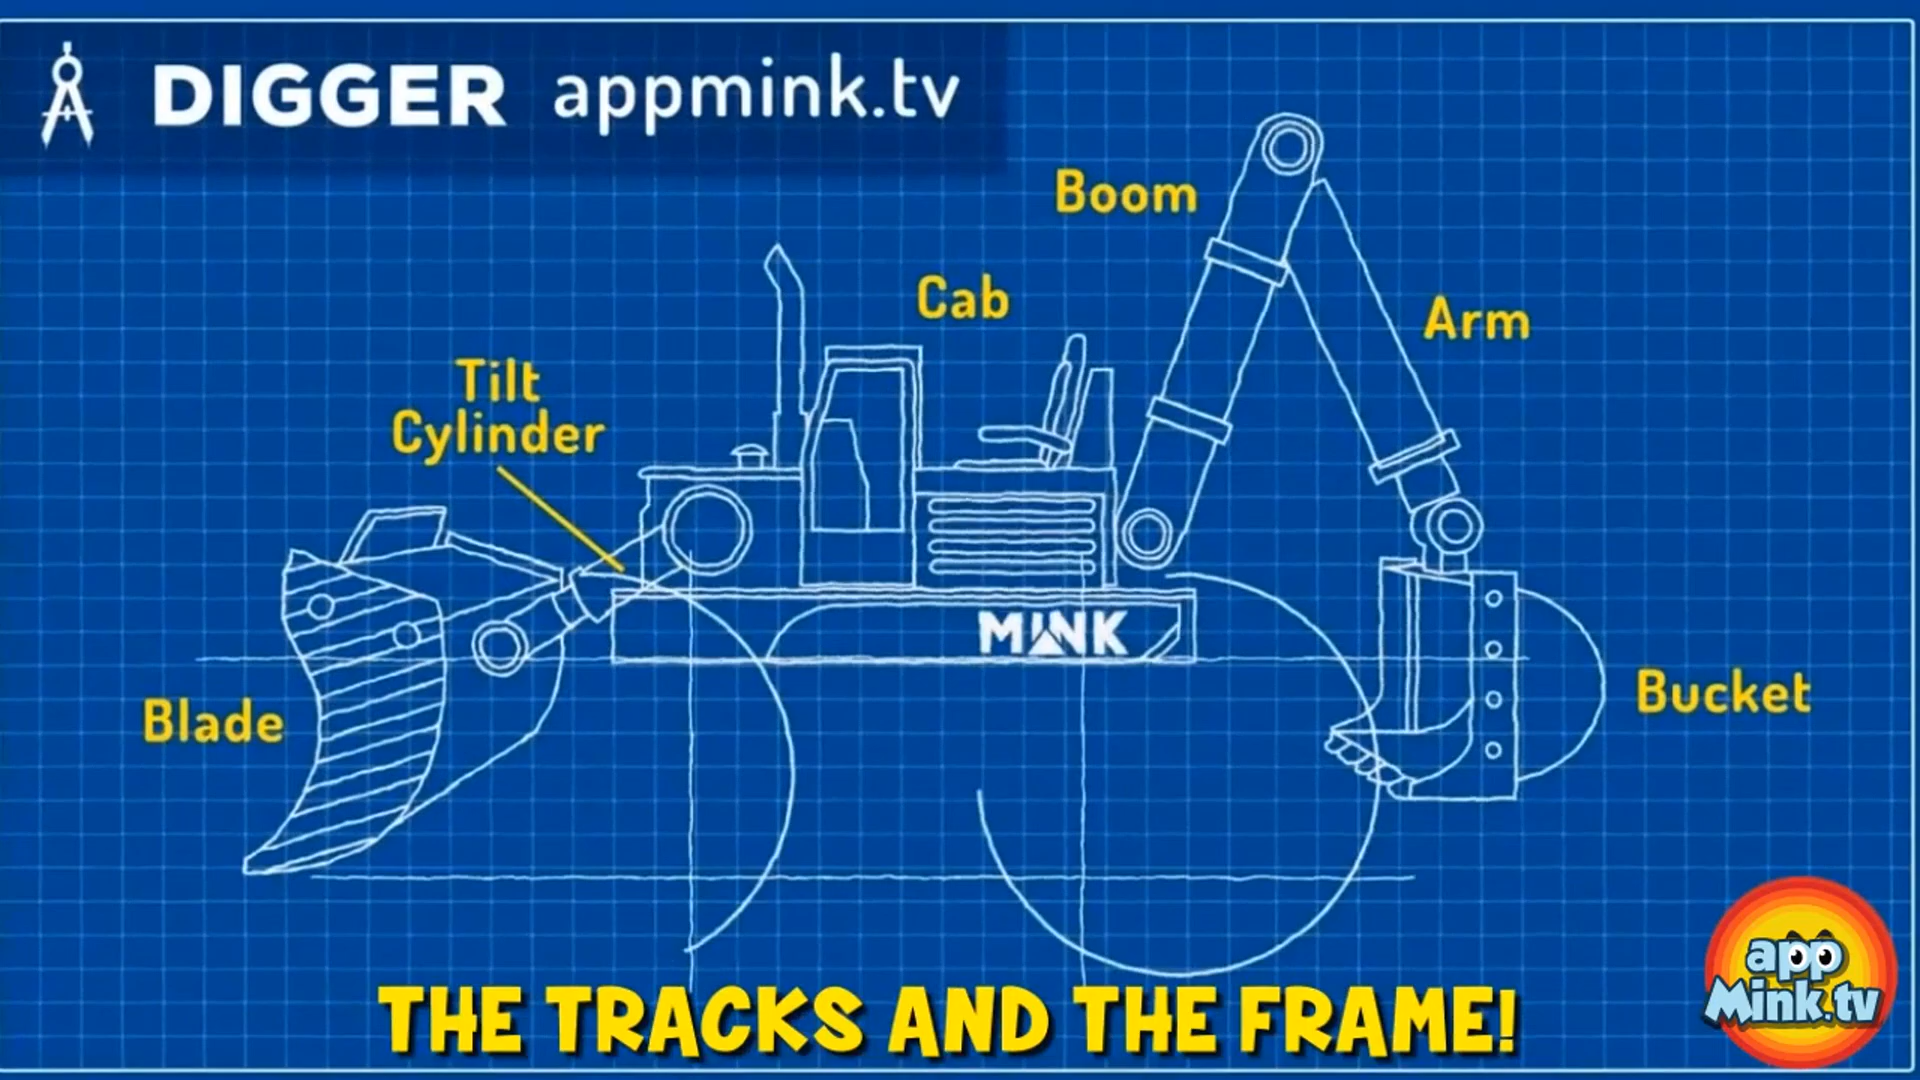 DIGGER appmink.tv
Boom
Cab
Arm
Tilt
Cylinder
MINK
Blade
Bucket
THE TRACKS AND THE FRAME!
app
Mink.tv